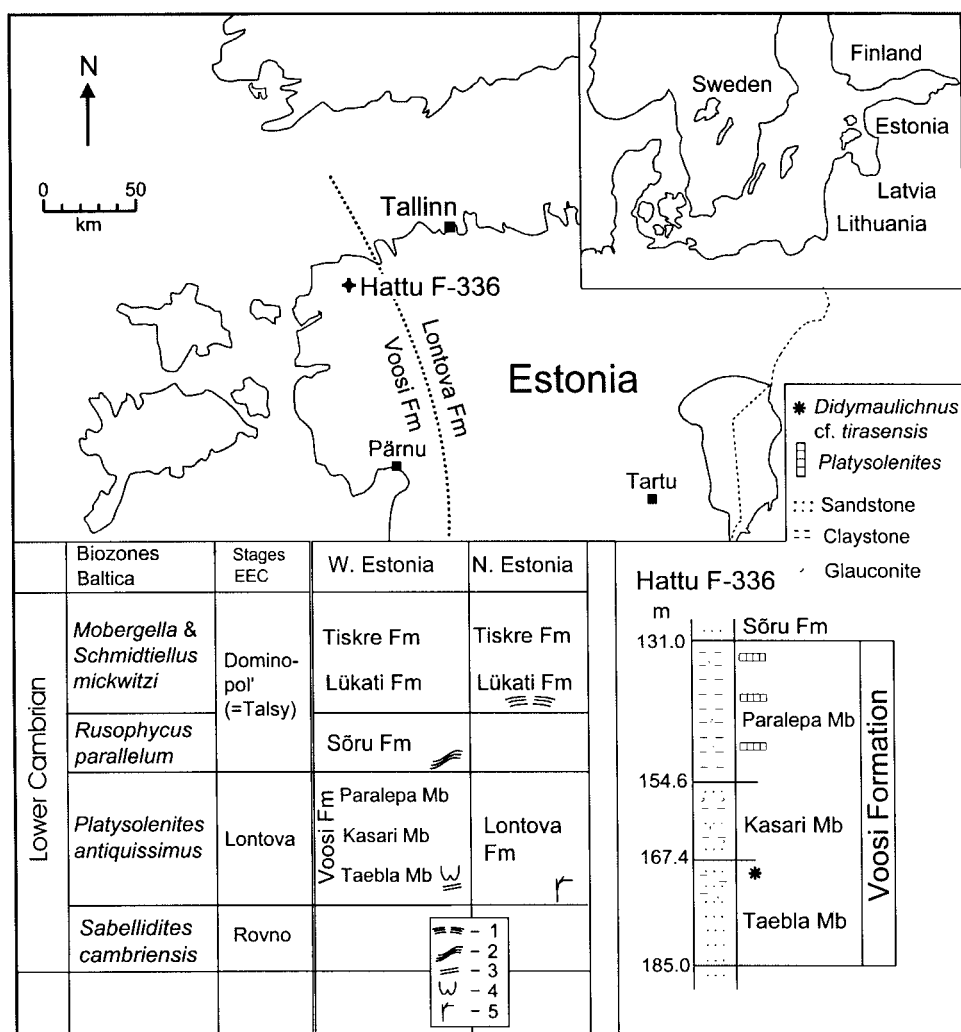 N
0
50
km
Tallinn
Hattu F-336
Lontova Fm
Voosi Fm
Estonia
Pärnu
Tartu
Sweden
Finland
Estonia
Latvia
Lithuania
Didymaulichnus
cf. tirasensis
Platysolenites
Sandstone
Claystone
Glauconite
Biozones
Baltica
Stages
EEC
W. Estonia
N. Estonia
Lower Cambrian
Mobergella &
Schmidtiellus
mickwitzi
Domino-
pol'
(=Talsy)
Tiskre Fm
Lükati Fm
Tiskre Fm
Lükati Fm
Rusophycus
parallelum
Sõru Fm
Platysolenites
antiquissimus
Lontova
Voosi Fm
Paralepa Mb
Kasari Mb
Taebla Mb
Lontova
Fm
Sabellidites
cambriensis
Rovno
- 1
- 2
- 3
- 4
- 5
Hattu F-336
m
Sõru Fm
131.0
Paralepa Mb
154.6
Kasari Mb
167.4
Taebla Mb
185.0
Voosi Formation